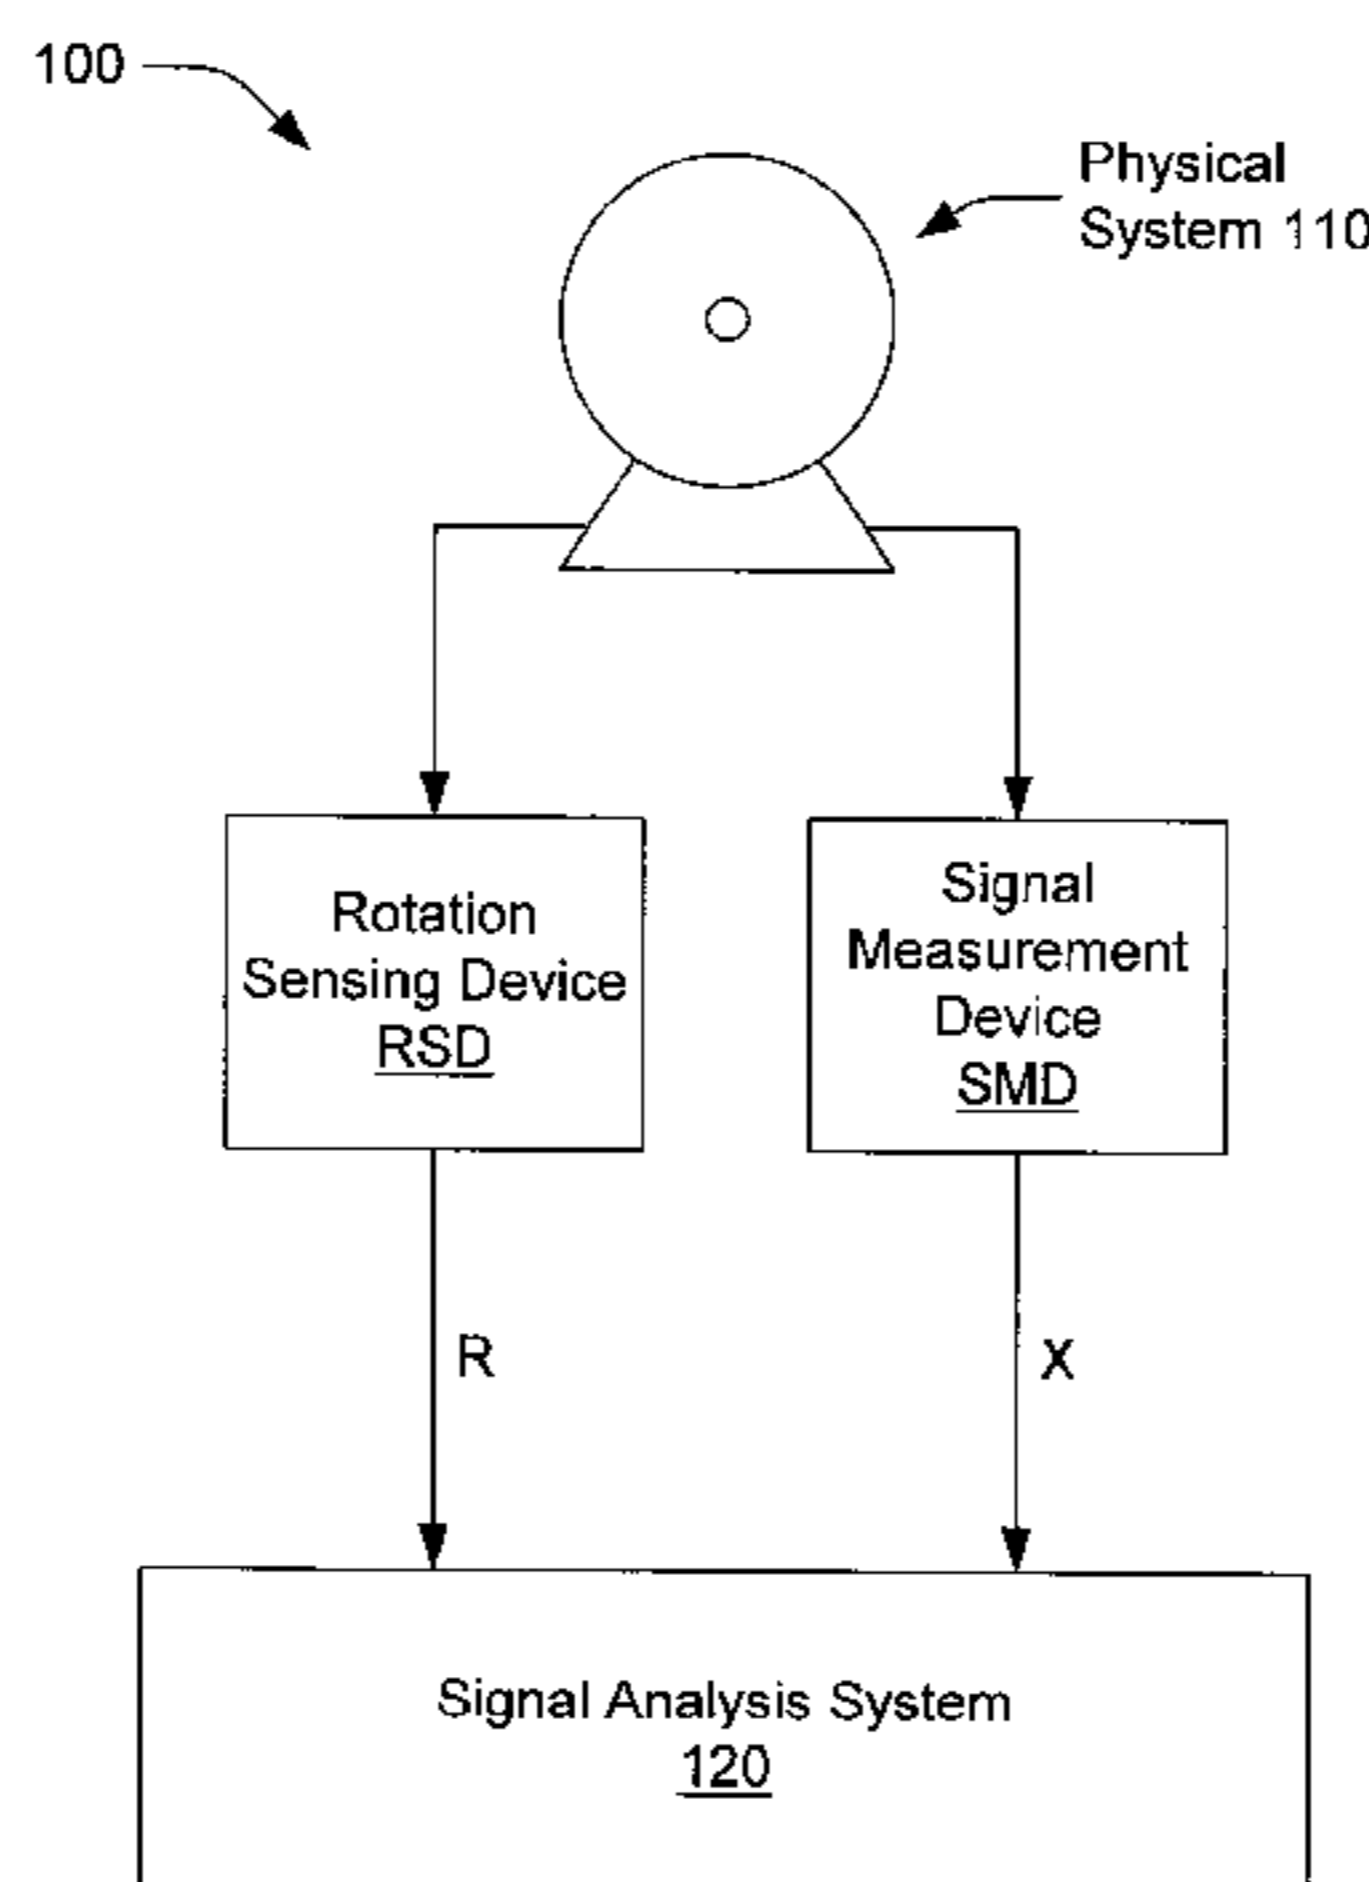 100
Physical
System 110
Rotation
Sensing Device
RSD
Signal
Measurement
Device
SMD
R
X
Signal Analysis System
120